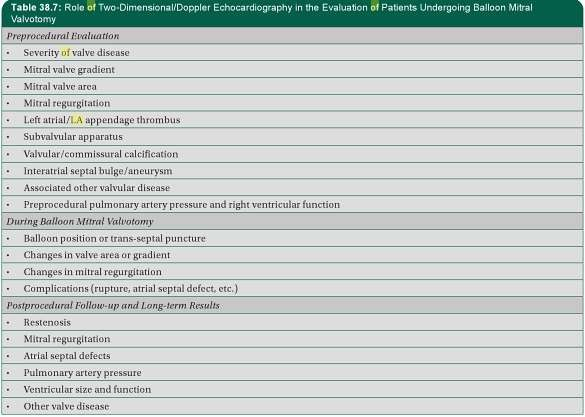 Table 38.7: Role of Two-Dimensional/Doppler Echocardiography in the Evaluation of Patients Undergoing Balloon Mitral
Valvotomy
Preprocedural Evaluation
• Severity of valve disease
• Mitral valve gradient
• Mitral valve area
• Mitral regurgitation
• Left atrial/LA appendage thrombus
• Subvalvular apparatus
• Valvular/commissural calcification
• Interatrial septal bulge/aneurysm
• Associated other valvular disease
• Preprocedural pulmonary artery pressure and right ventricular function
During Balloon Mitral Valvotomy
• Balloon position or trans-septal puncture
• Changes in valve area or gradient
• Changes in mitral regurgitation
• Complications (rupture, atrial septal defect, etc.)
Postprocedural Follow-up and Long-term Results
• Restenosis
• Mitral regurgitation
• Atrial septal defects
• Pulmonary artery pressure
• Ventricular size and function
• Other valve disease